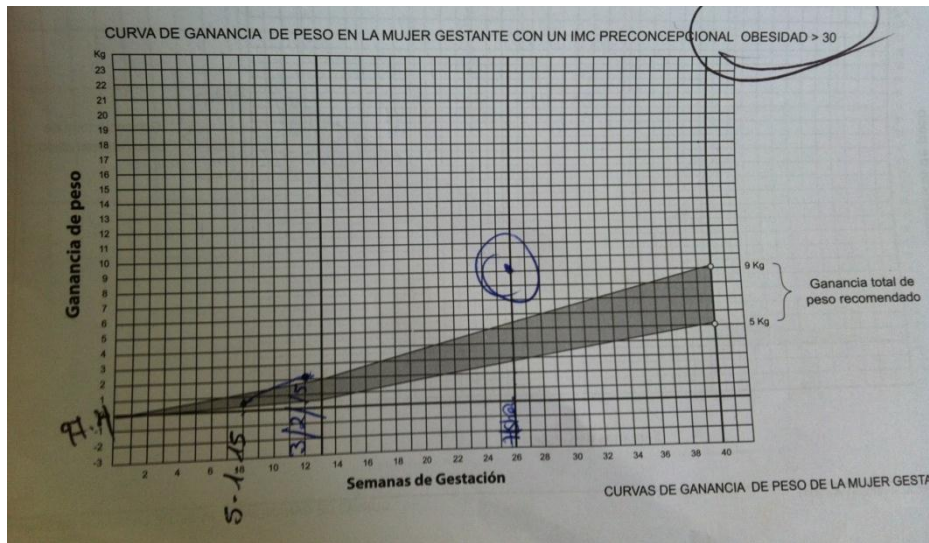 CURVA DE GANANCIA DE PESO EN LA MUJER GESTANTE CON UN IMC PRECONCEPCIONAL OBESIDAD > 30
Kg
23
22
21
20
19
18
17
16
15
14
13
12
11
10
9
8
7
6
5
4
3
2
1
-2
-3
Ganancia de peso
9 Kg
5 Kg
Ganancia total de
peso recomendado
5-1-15
3/2/15
2 4 6 8 10 12 14 16 18 20 22 24 26 28 30 32 34 36 38 40
Semanas de Gestación
CURVAS DE GANANCIA DE PESO DE LA MUJER GESTA